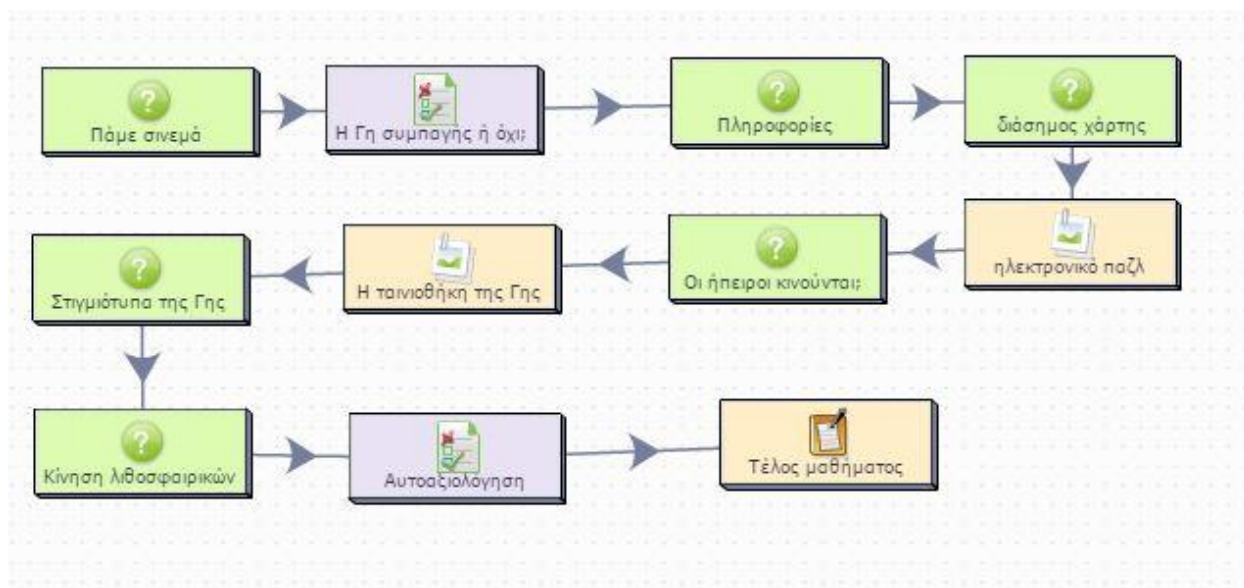 Πάμε σινεμά
Η Γη συμπαγής ή όχι;
Πληροφορίες
διάσημος χάρτης
ηλεκτρονικό παζλ
Οι ήπειροι κινούνται;
Η ταινιοθήκη της Γης
Στιγμιότυπα της Γης
Κίνηση λιθοσφαιρικών
Αυτοαξιολόγηση
Τέλος μαθήματος